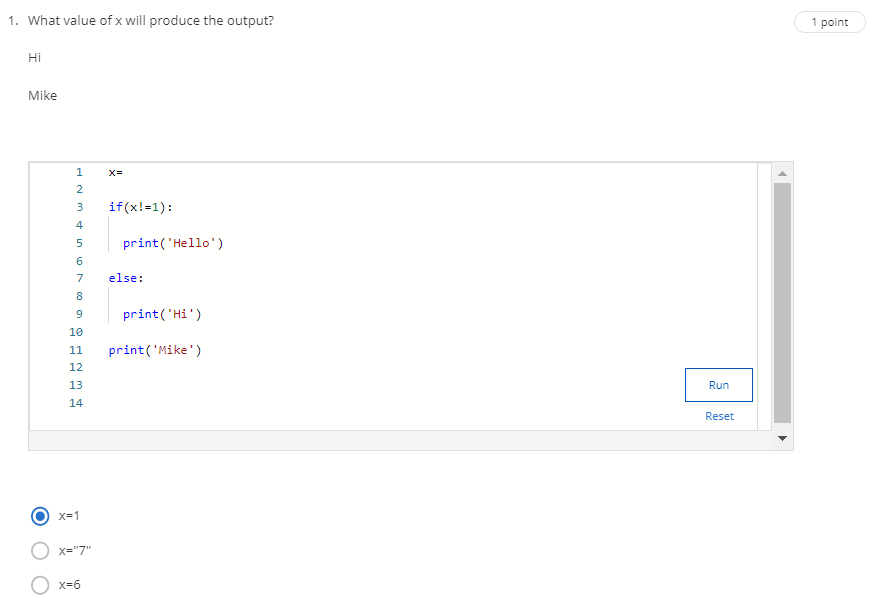 1. What value of x will produce the output?
1 point
Hi
Mike
1 x=
2
3 if(x!=1):
4
5 print('Hello')
6
7 else:
8
9 print('Hi')
10
11 print('Mike')
12
13
14
Run
Reset
x=1
x="7"
x=6